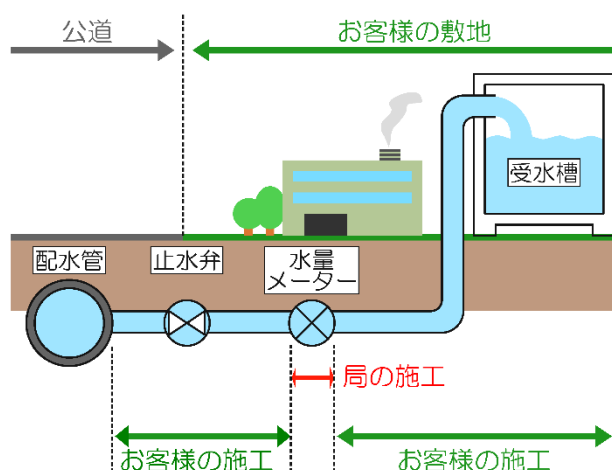 公道
お客様の敷地
受水槽
配水管
止水弁
水量
メーター
局の施工
お客様の施工
お客様の施工